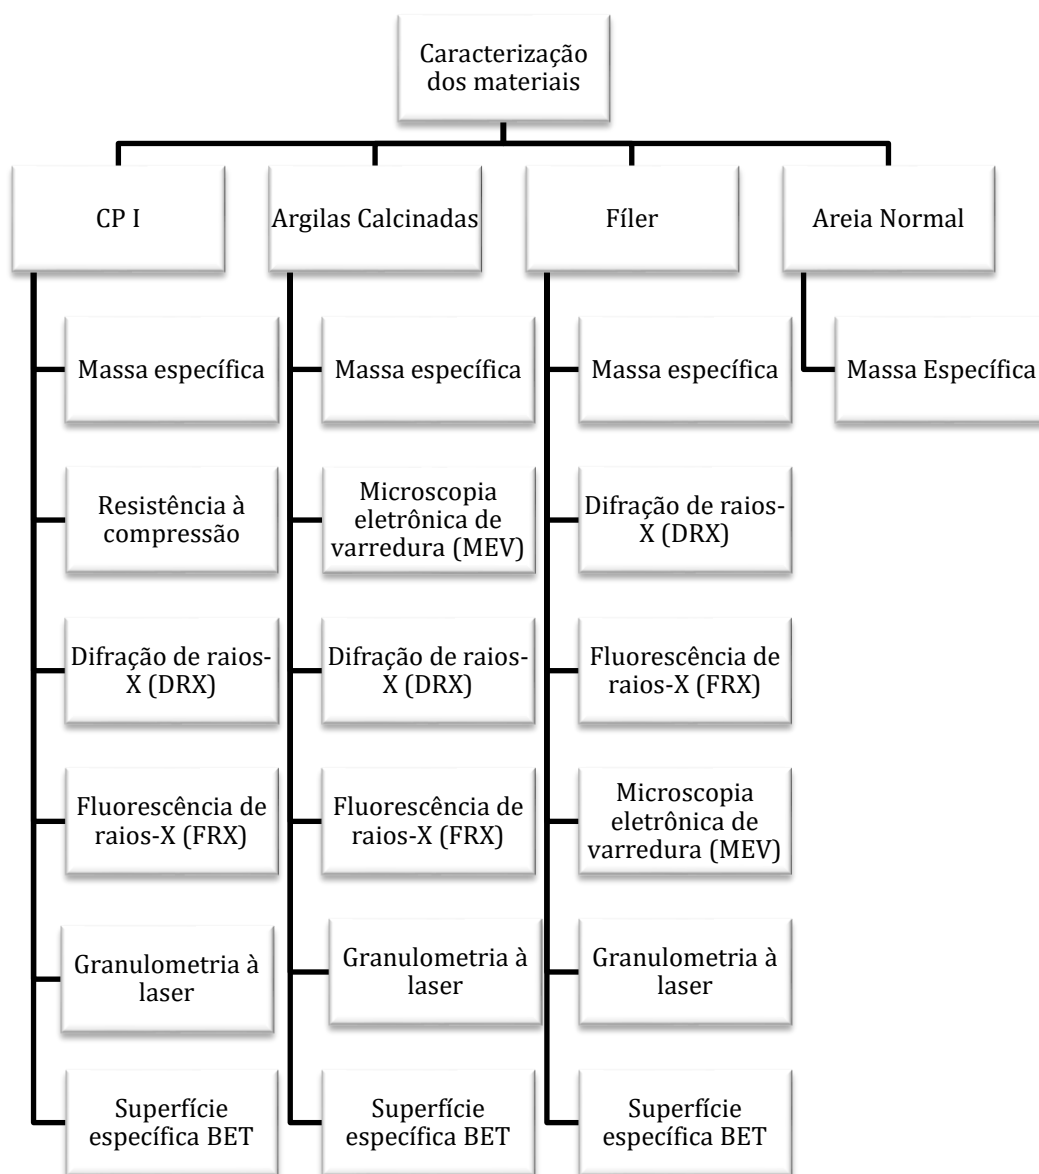 Caracterização
dos materiais
CP I
Argilas Calcinadas
Fíler
Areia Normal
Massa específica
Massa específica
Massa específica
Massa Específica
Resistência à
compressão
Microscopia
eletrônica de
varredura (MEV)
Difração de raios-
X (DRX)
Difração de raios-
X (DRX)
Difração de raios-
X (DRX)
Fluorescência de
raios-X (FRX)
Fluorescência de
raios-X (FRX)
Fluorescência de
raios-X (FRX)
Microscopia
eletrônica de
varredura (MEV)
Granulometria à
laser
Granulometria à
laser
Granulometria à
laser
Superfície
específica BET
Superfície
específica BET
Superfície
específica BET